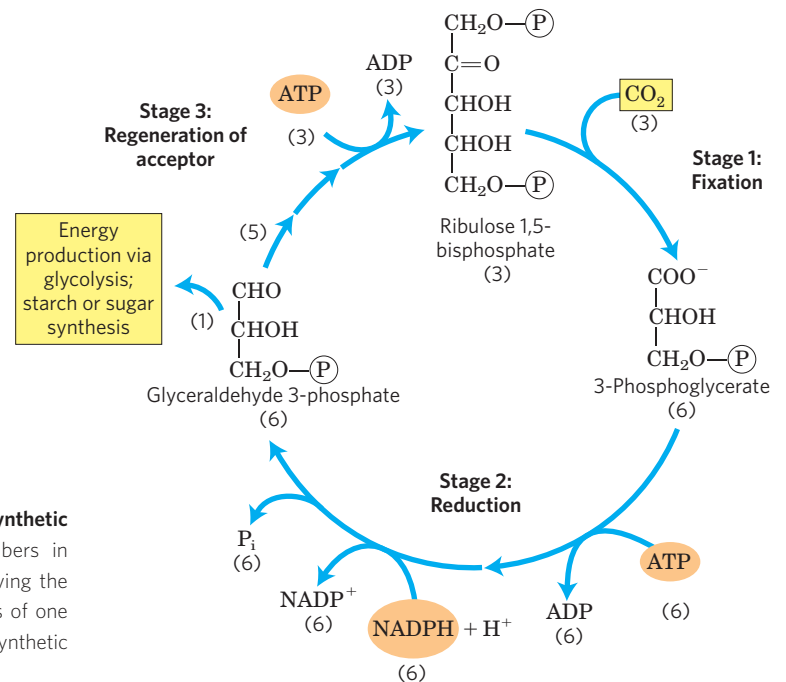 CH₂O—Ⓟ
C=O
CHOH
CHOH
CH₂O—Ⓟ
Ribulose 1,5-
bisphosphate
(3)
CO₂
(3)
Stage 1:
Fixation
COO⁻
CHOH
CH₂O—Ⓟ
3-Phosphoglycerate
(6)
ATP
(6)
ADP
(6)
Stage 2:
Reduction
NADPH + H⁺
(6)
NADP⁺
(6)
Pᵢ
(6)
CHO
CHOH
CH₂O—Ⓟ
Glyceraldehyde 3-phosphate
(6)
(1)
Energy
production via
glycolysis;
starch or sugar
synthesis
(5)
Stage 3:
Regeneration of
acceptor
ATP
(3)
ADP
(3)
ynthetic
bers in
ving the
s of one
ynthetic